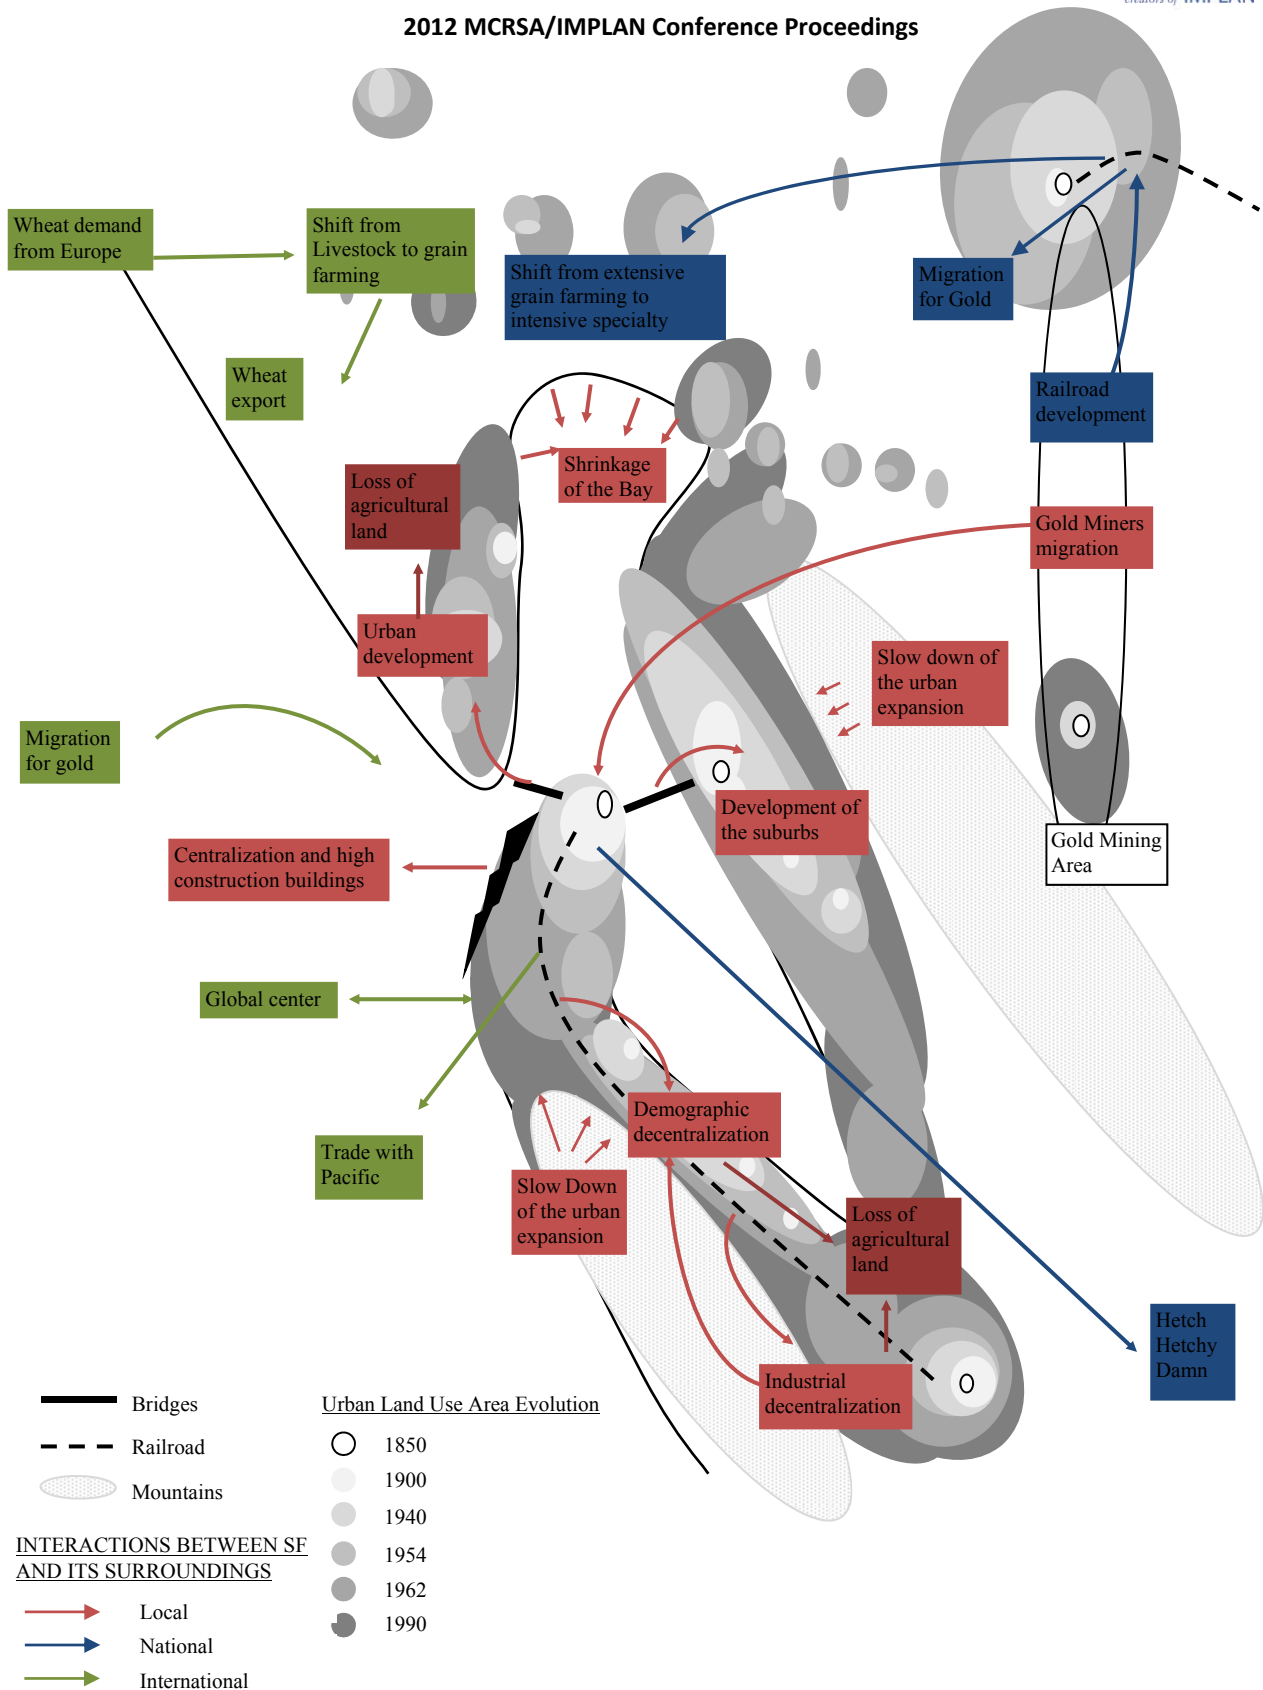 creators of IMPLAN
2012 MCRSA/IMPLAN Conference Proceedings
Wheat demand
from Europe
Shift from
Livestock to grain
farming
Shift from extensive
grain farming to
intensive specialty
Migration
for Gold
Wheat
export
Railroad
development
Shrinkage
of the Bay
Loss of
agricultural
land
Gold Miners
migration
Urban
development
Slow down of
the urban
expansion
Migration
for gold
Development of
the suburbs
Gold Mining
Area
Centralization and high
construction buildings
Global center
Demographic
decentralization
Trade with
Pacific
Slow Down
of the urban
expansion
Loss of
agricultural
land
Hetch
Hetchy
Damn
Industrial
decentralization
Bridges
Railroad
Mountains
Urban Land Use Area Evolution
1850
1900
1940
1954
1962
1990
INTERACTIONS BETWEEN SF
AND ITS SURROUNDINGS
Local
National
International